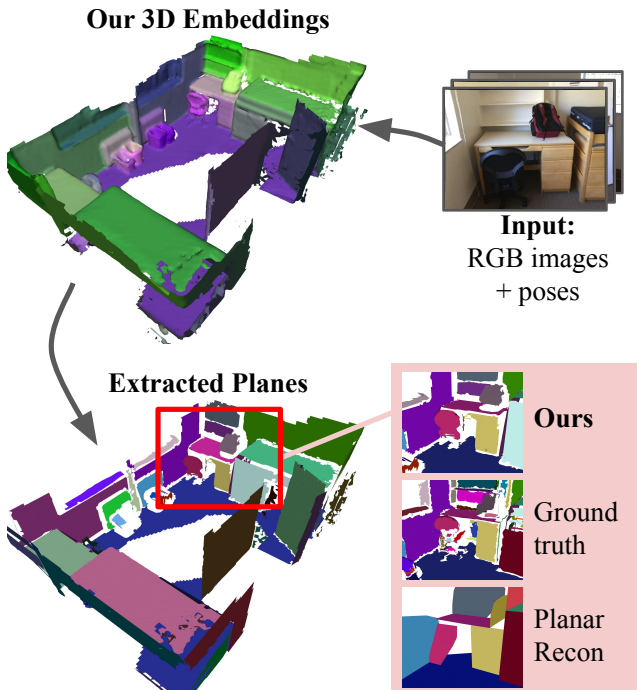 Our 3D Embeddings
Input:
RGB images
+ poses
Extracted Planes
Ours
Ground
truth
Planar
Recon